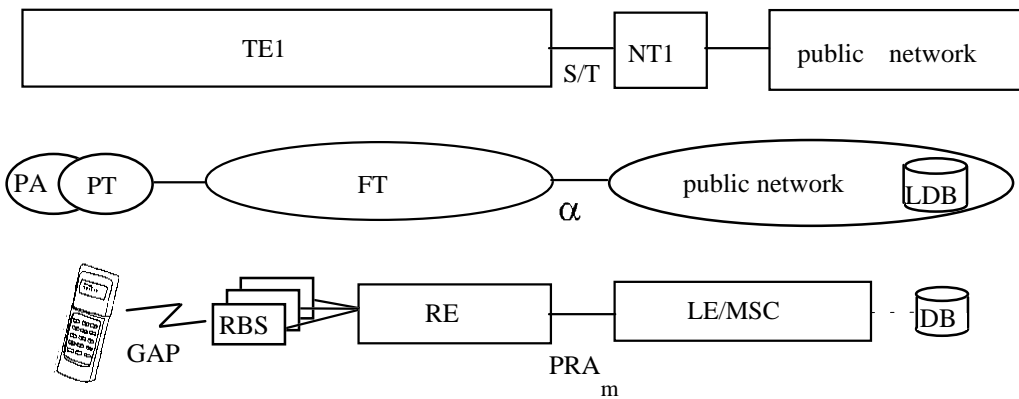 TE1
S/T
NT1
public network
PA
PT
FT
α
public network
LDB
GAP
RBS
RE
PRA
m
LE/MSC
DB